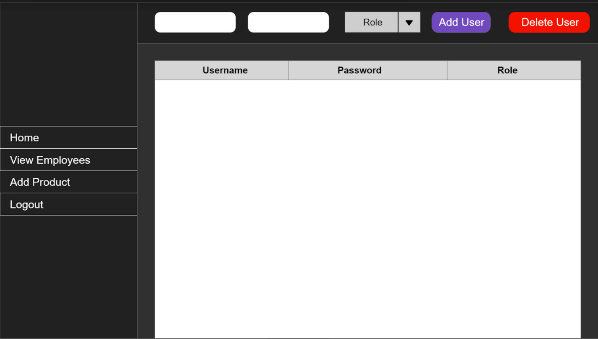 Role
Add User
Delete User
Username
Password
Role
Home
View Employees
Add Product
Logout